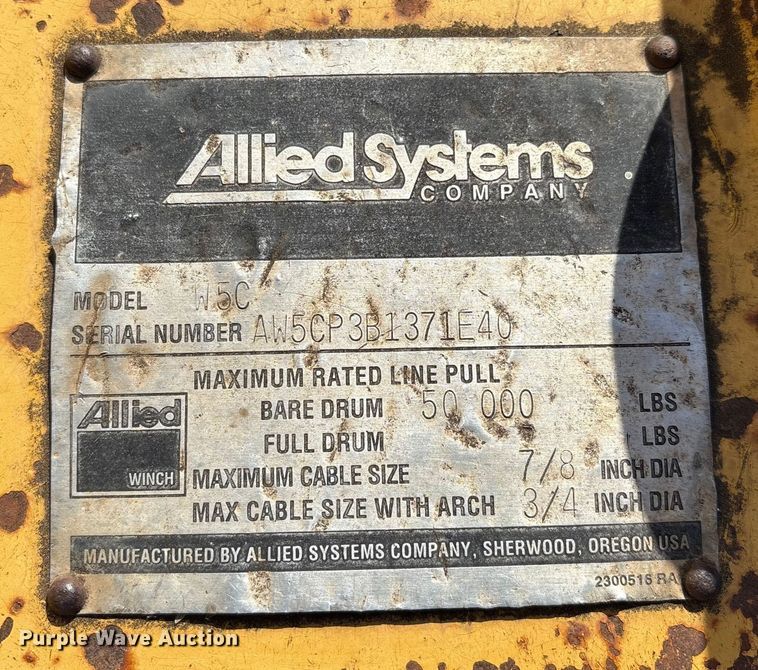 Allied Systems
COMPANY
MODEL W5C
SERIAL NUMBER AW5CP3B1371E40
MAXIMUM RATED LINE PULL
BARE DRUM 50 000 LBS
FULL DRUM LBS
MAXIMUM CABLE SIZE 7/8 INCH DIA
MAX CABLE SIZE WITH ARCH 3/4 INCH DIA
Allied
WINCH
MANUFACTURED BY ALLIED SYSTEMS COMPANY, SHERWOOD, OREGON USA
2300516 RA
Purple Wave Auction
purplewave.com